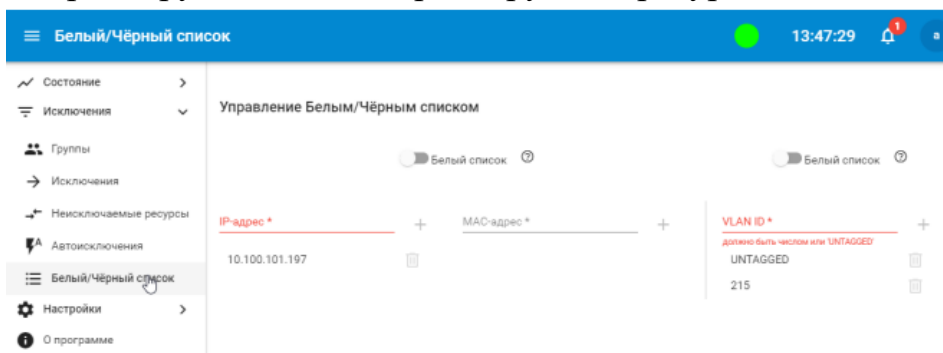 Белый/Чёрный список
13:47:29
1
a
Состояние
Исключения
Группы
Исключения
Неисключаемые ресурсы
Автоисключения
Белый/Чёрный список
Настройки
О программе
Управление Белым/Чёрным списком
Белый список
Белый список
IP-адрес *
MAC-адрес *
VLAN ID *
должно быть числом или 'UNTAGGED'
10.100.101.197
UNTAGGED
215